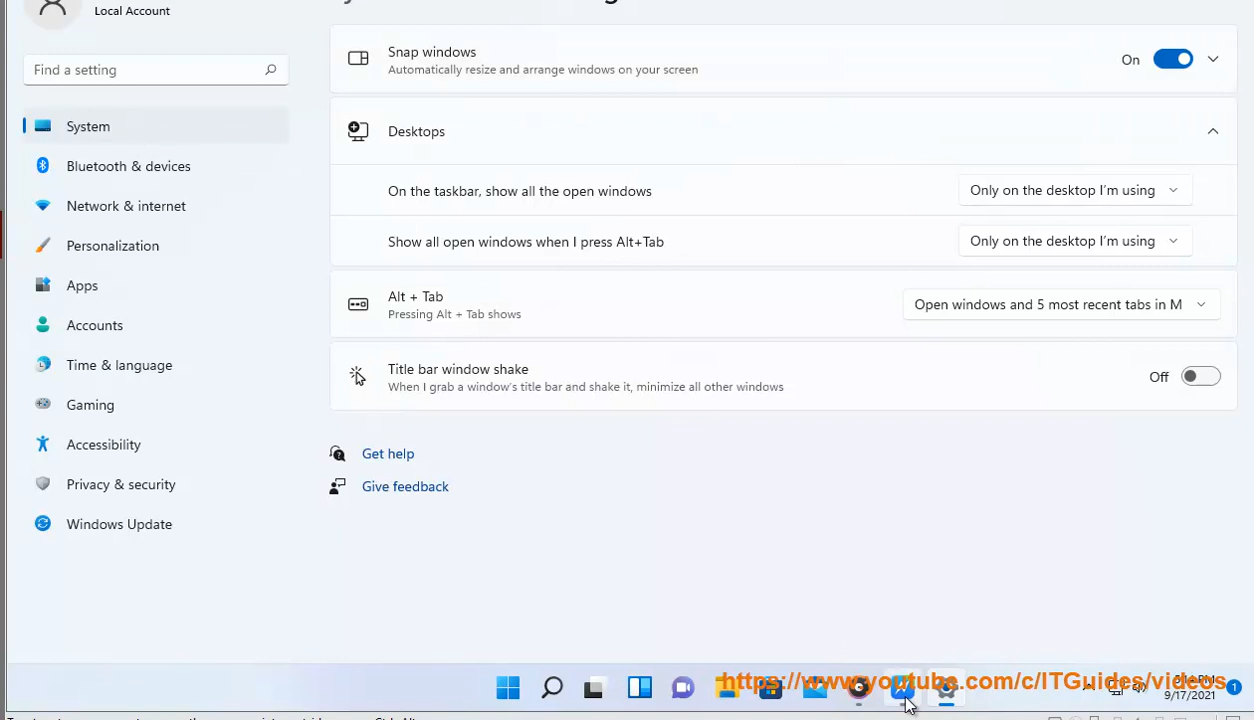 Local Account
Find a setting
System
Bluetooth & devices
Network & internet
Personalization
Apps
Accounts
Time & language
Gaming
Accessibility
Privacy & security
Windows Update
Snap windows
Automatically resize and arrange windows on your screen
On
Desktops
On the taskbar, show all the open windows
Only on the desktop I'm using
Show all open windows when I press Alt+Tab
Only on the desktop I'm using
Alt + Tab
Pressing Alt + Tab shows
Open windows and 5 most recent tabs in M
Title bar window shake
When I grab a window's title bar and shake it, minimize all other windows
Off
Get help
Give feedback
https://www.youtube.com/c/ITGuides/videos
9/17/2021
1